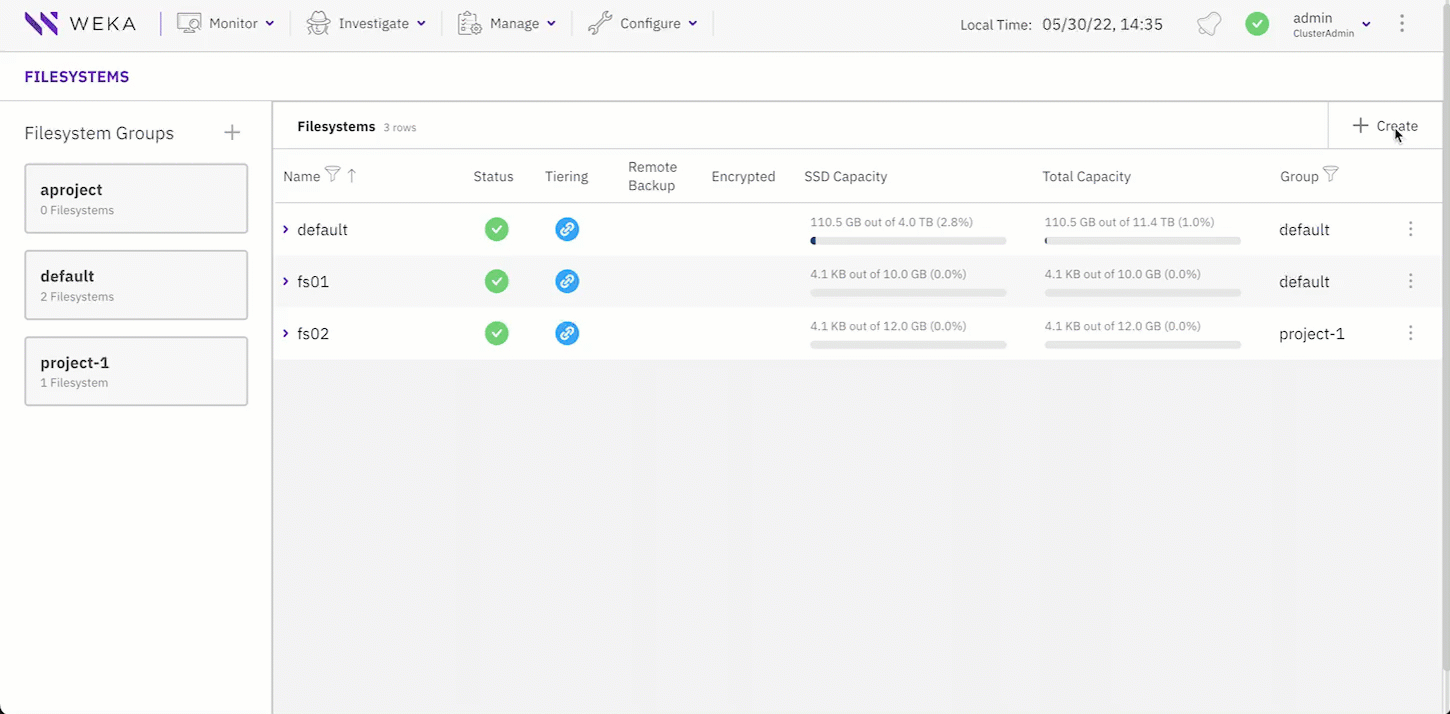 WEKA
Monitor
Investigate
Manage
Configure
Local Time: 05/30/22, 14:35
admin
ClusterAdmin
FILESYSTEMS
Filesystem Groups
aproject
0 Filesystems
default
2 Filesystems
project-1
1 Filesystem
Filesystems 3 rows
Create
Name Status Tiering Remote Backup Encrypted SSD Capacity Total Capacity Group
default 110.5 GB out of 4.0 TB (2.8%) 110.5 GB out of 11.4 TB (1.0%) default
fs01 4.1 KB out of 10.0 GB (0.0%) 4.1 KB out of 10.0 GB (0.0%) default
fs02 4.1 KB out of 12.0 GB (0.0%) 4.1 KB out of 12.0 GB (0.0%) project-1